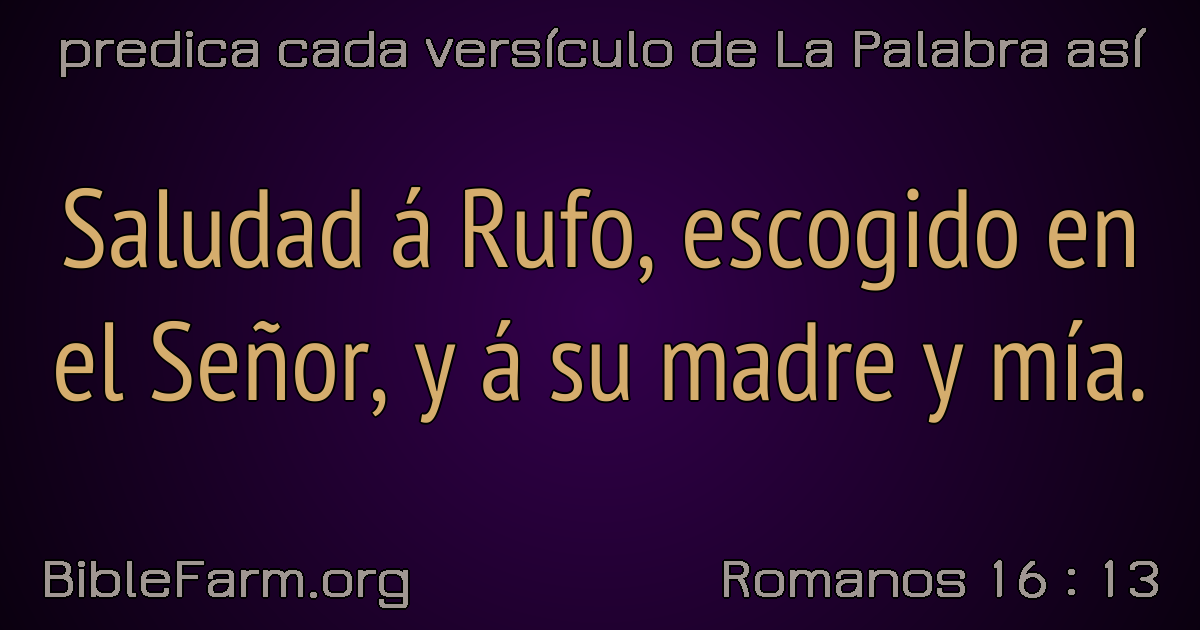 predica cada versículo de La Palabra así
Saludad á Rufo, escogido en
el Señor, y á su madre y mía.
BibleFarm.org
Romanos 16 : 13